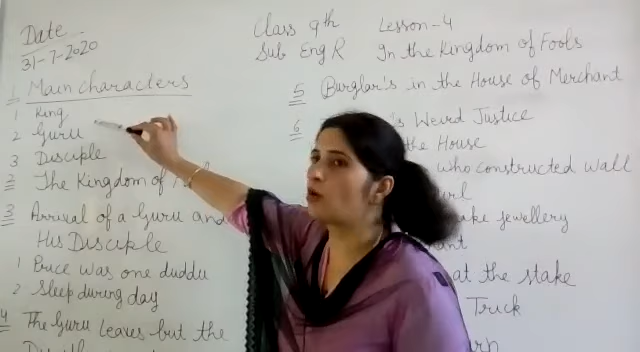 Date
31-7-2020
Class 9th Lesson-4
Sub Eng R In the Kingdom of Fools
1 Main characters
1 King
2 Guru
3 Disciple
2 The Kingdom of
3 Arrival of a Guru and
His Disciple
1 Price was one duddu
2 Sleep during day
4 The Guru leaves but the
5 Burglar's in the House of Merchant
6 's Weird Justice
the House
who constructed wall
jewellery
at the stake
Truck